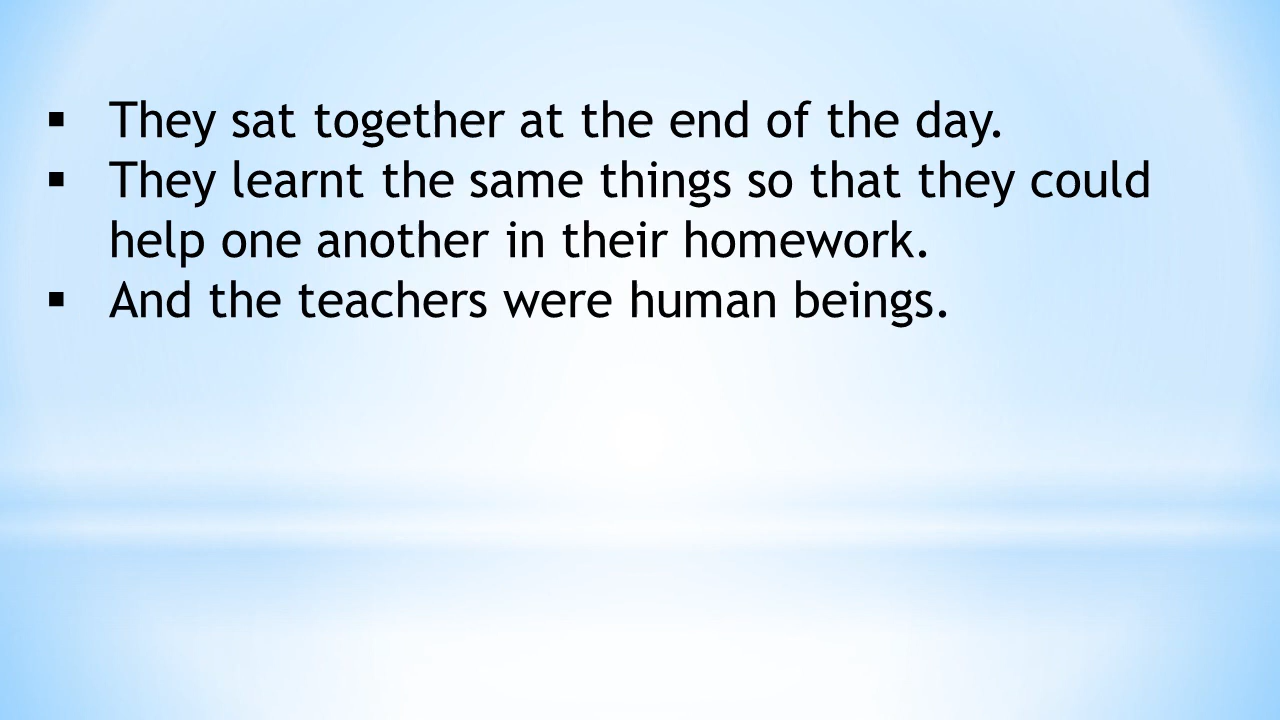 ▪ They sat together at the end of the day.
▪ They learnt the same things so that they could
help one another in their homework.
▪ And the teachers were human beings.